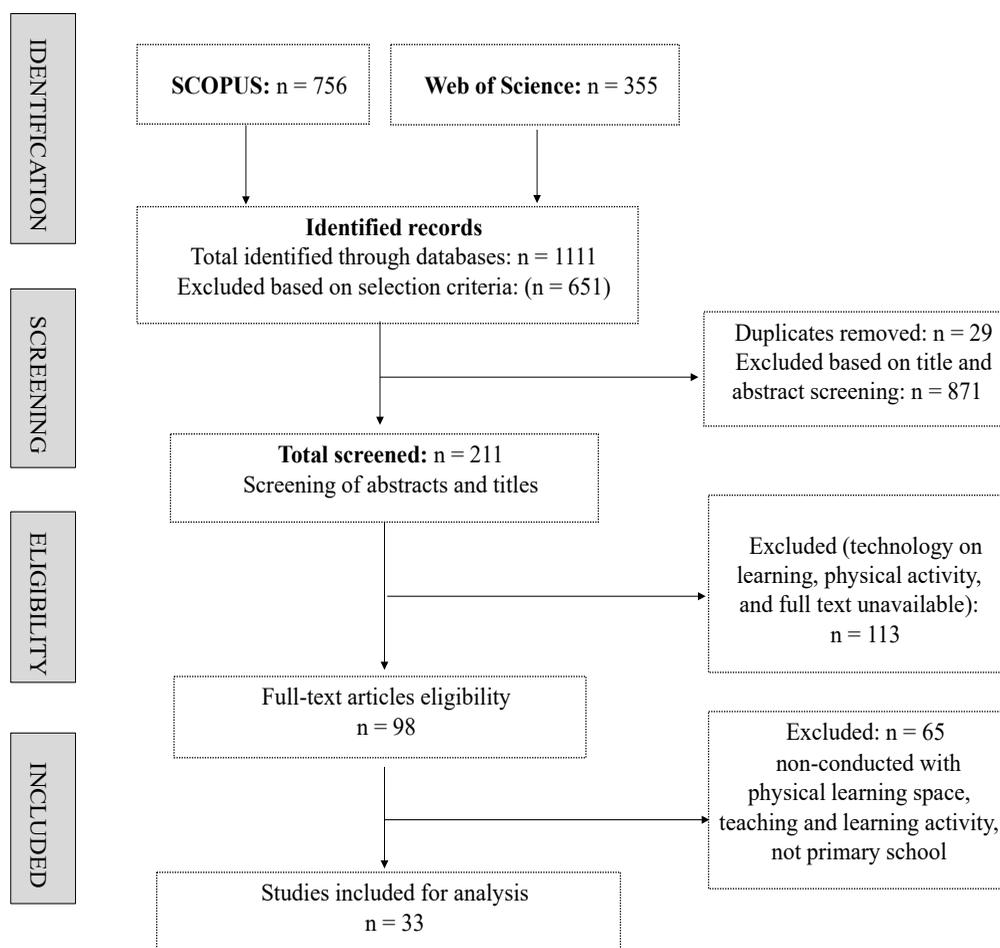 IDENTIFICATION
SCOPUS: n = 756
Web of Science: n = 355
Identified records
Total identified through databases: n = 1111
Excluded based on selection criteria: (n = 651)
SCREENING
Duplicates removed: n = 29
Excluded based on title and
abstract screening: n = 871
Total screened: n = 211
Screening of abstracts and titles
ELIGIBILITY
Excluded (technology on
learning, physical activity,
and full text unavailable):
n = 113
Full-text articles eligibility
n = 98
INCLUDED
Excluded: n = 65
non-conducted with
physical learning space,
teaching and learning activity,
not primary school
Studies included for analysis
n = 33